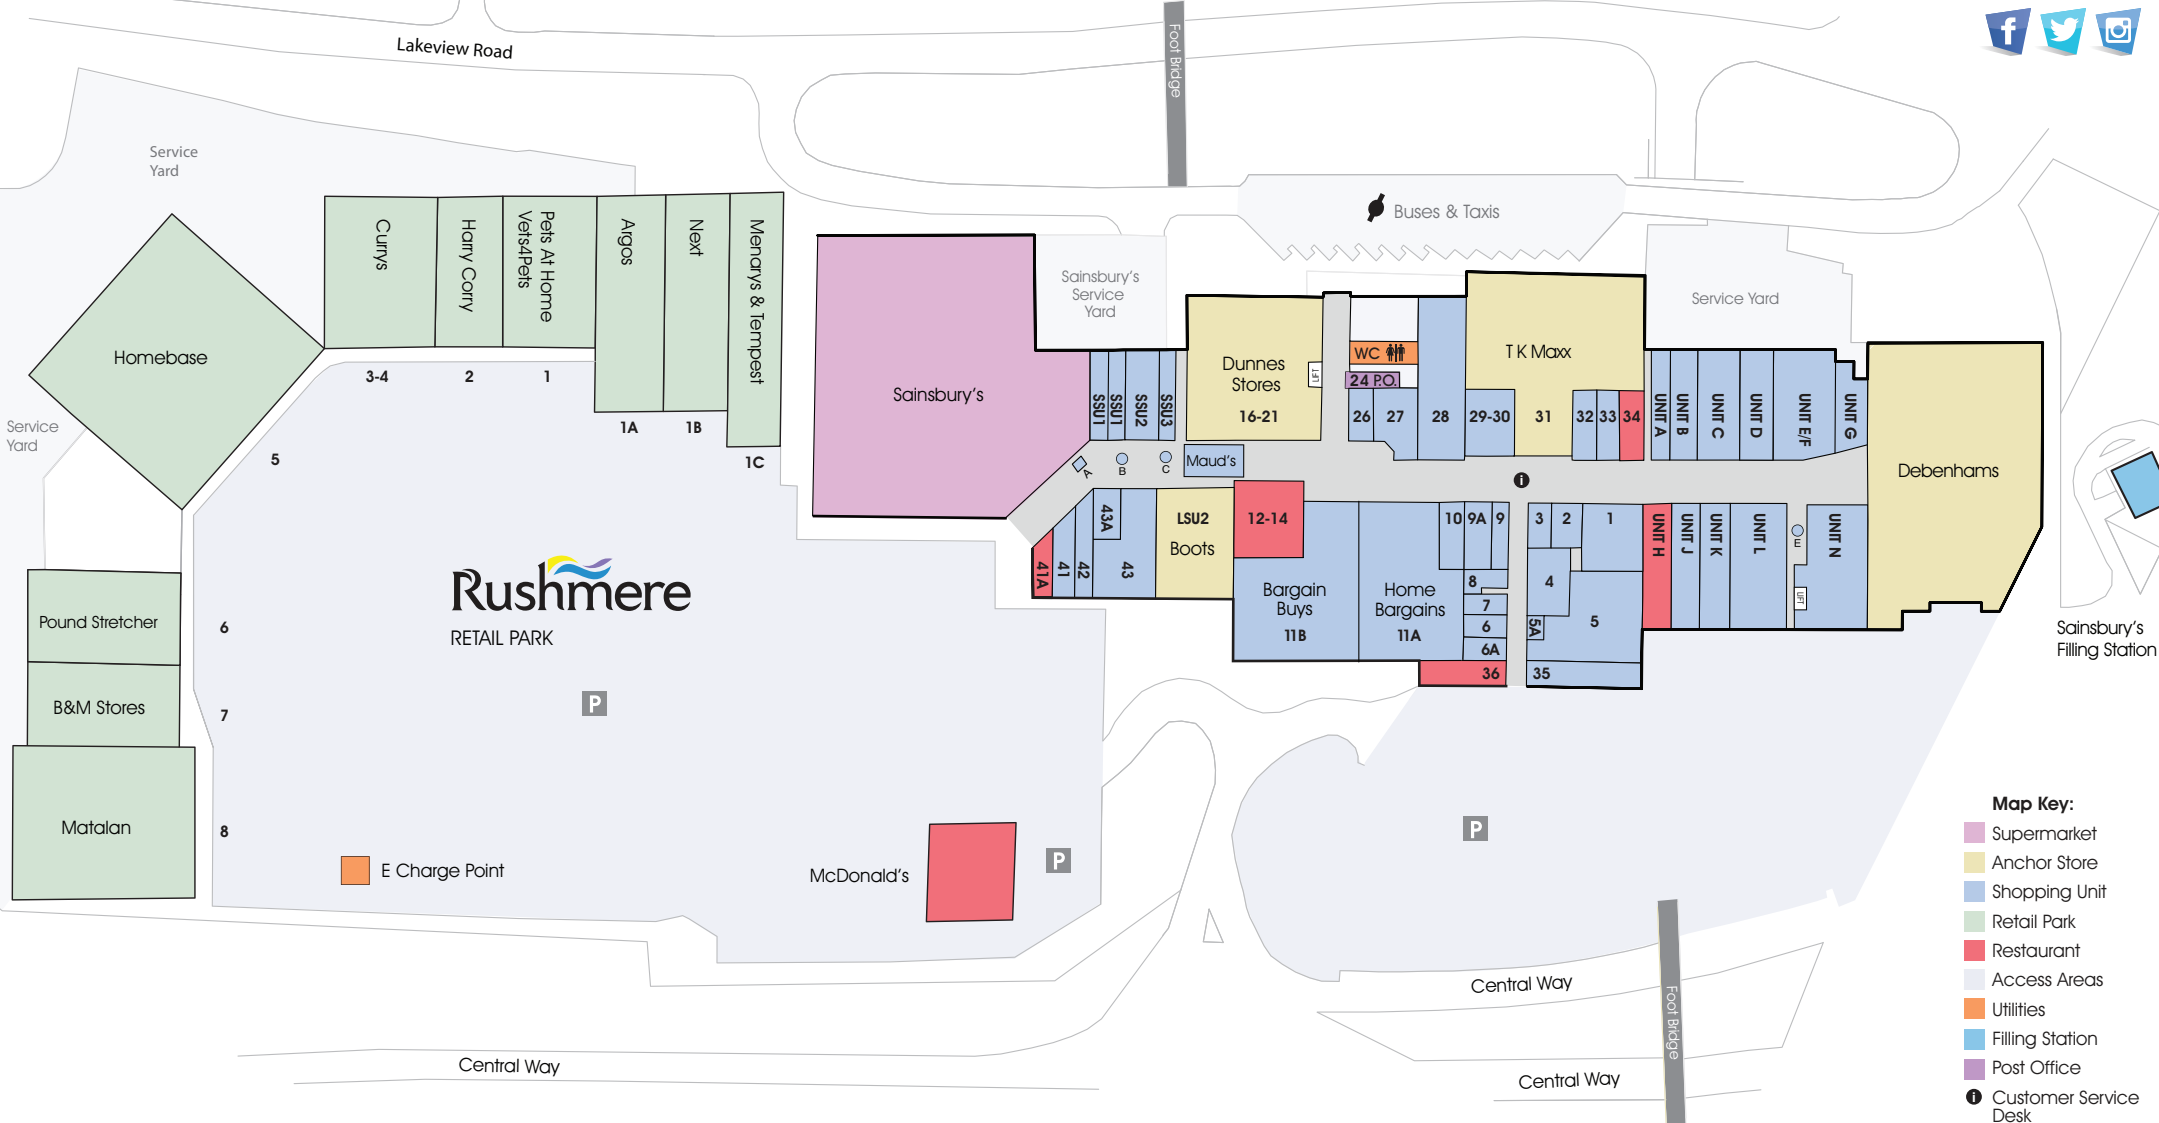 Lakeview Road
Foot Bridge
Service
Yard
Buses & Taxis
Currys
Harry Corry
Pets At Home
Vets4Pets
Argos
Next
Menarys & Tempest
Homebase
3-4
2
1
1A
1B
1C
5
Service
Yard
Sainsbury's
Service
Yard
Service Yard
Sainsbury's
SSU1
SSU1
SSU2
SSU3
Dunnes
Stores
16-21
LIFT
WC
24 P.O.
26
27
28
29-30
T K Maxx
31
32
33
34
UNIT A
UNIT B
UNIT C
UNIT D
UNIT E/F
UNIT G
Debenhams
A
B
C
Maud's
i
41A
41
42
43A
43
LSU2
Boots
12-14
Bargain
Buys
11B
Home
Bargains
11A
10
9A
9
8
7
6
6A
36
3
2
1
4
5
5A
35
UNIT H
UNIT J
UNIT K
UNIT L
E
LIFT
UNIT N
Sainsbury's
Filling Station
Rushmere
RETAIL PARK
P
Pound Stretcher
6
B&M Stores
7
Matalan
8
E Charge Point
McDonald's
P
P
Central Way
Foot Bridge
Central Way
Central Way
Map Key:
Supermarket
Anchor Store
Shopping Unit
Retail Park
Restaurant
Access Areas
Utilities
Filling Station
Post Office
i Customer Service
Desk